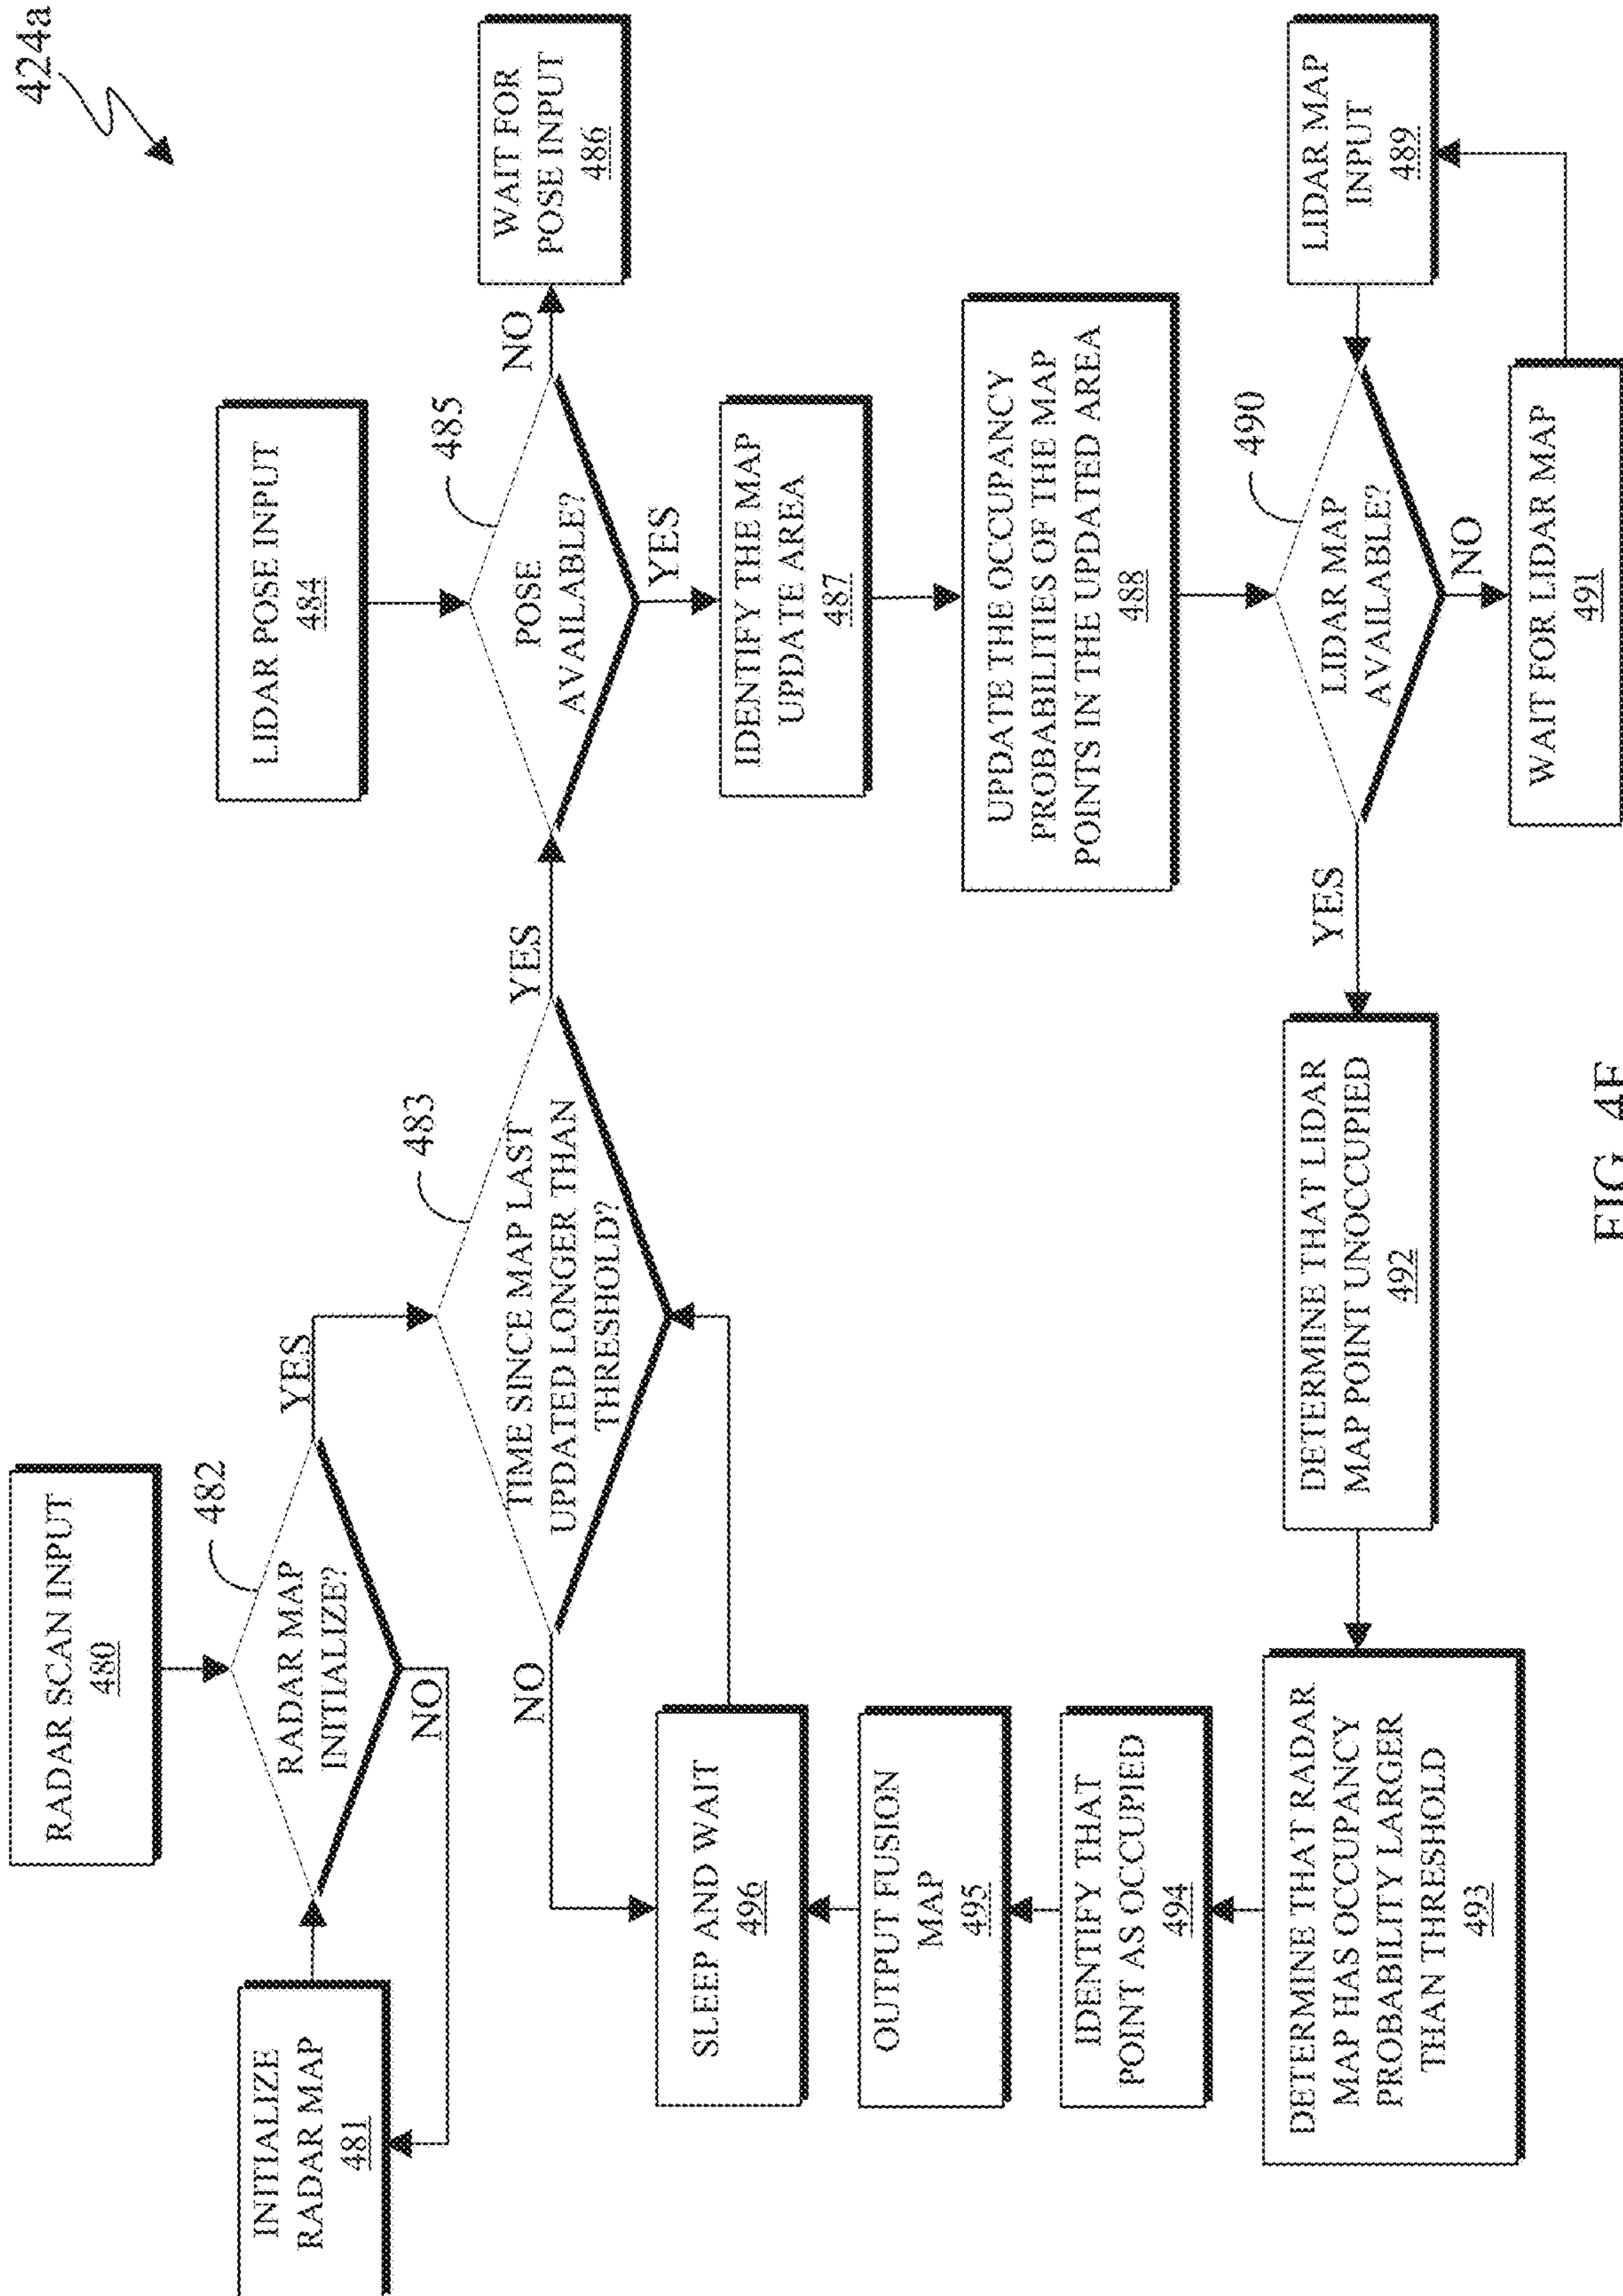 424a
RADAR SCAN INPUT
480
INITIALIZE
RADAR MAP
481
RADAR MAP
INITIALIZE?
482
YES
NO
TIME SINCE MAP LAST
UPDATED LONGER THAN
THRESHOLD?
483
YES
NO
LIDAR POSE INPUT
484
POSE
AVAILABLE?
485
NO
YES
WAIT FOR
POSE INPUT
486
IDENTIFY THE MAP
UPDATE AREA
487
UPDATE THE OCCUPANCY
PROBABILITIES OF THE MAP
POINTS IN THE UPDATED AREA
488
LIDAR MAP
INPUT
489
LIDAR MAP
AVAILABLE?
490
YES
NO
WAIT FOR LIDAR MAP
491
DETERMINE THAT LIDAR
MAP POINT UNOCCUPIED
492
DETERMINE THAT RADAR
MAP HAS OCCUPANCY
PROBABILITY LARGER
THAN THRESHOLD
493
IDENTIFY THAT
POINT AS OCCUPIED
494
OUTPUT FUSION
MAP
495
SLEEP AND WAIT
496